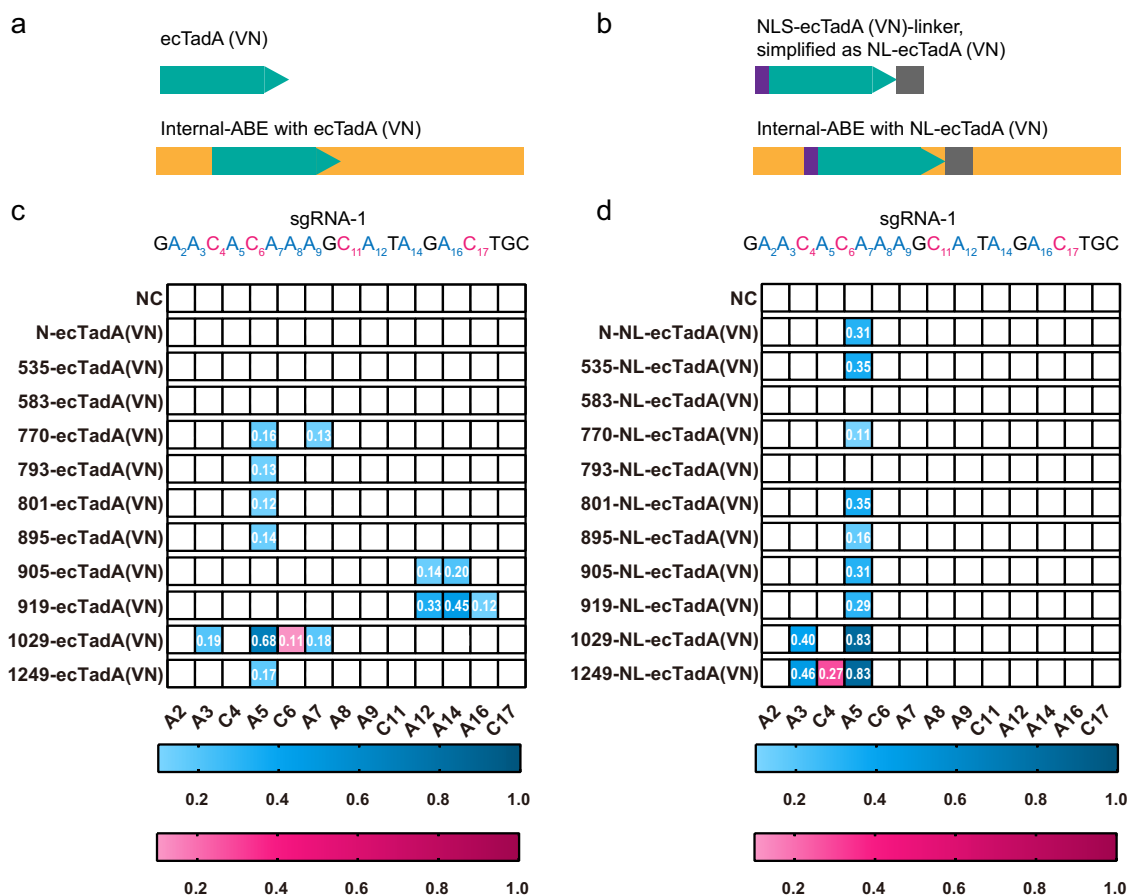 a
ecTadA (VN)
Internal-ABE with ecTadA (VN)
b
NLS-ecTadA (VN)-linker,
simplified as NL-ecTadA (VN)
Internal-ABE with NL-ecTadA (VN)
c
sgRNA-1
GA2A3C4A5C6A7A8A9GC11A12TA14GA16C17TGC
NC
N-ecTadA(VN)
535-ecTadA(VN)
583-ecTadA(VN)
770-ecTadA(VN) 0.16 0.13
793-ecTadA(VN) 0.13
801-ecTadA(VN) 0.12
895-ecTadA(VN) 0.14
905-ecTadA(VN) 0.14 0.20
919-ecTadA(VN) 0.33 0.45 0.12
1029-ecTadA(VN) 0.19 0.68 0.11 0.18
1249-ecTadA(VN) 0.17
A2 A3 C4 A5 C6 A7 A8 A9 C11 A12 A14 A16 C17
0.2 0.4 0.6 0.8 1.0
0.2 0.4 0.6 0.8 1.0
d
sgRNA-1
GA2A3C4A5C6A7A8A9GC11A12TA14GA16C17TGC
NC
N-NL-ecTadA(VN) 0.31
535-NL-ecTadA(VN) 0.35
583-NL-ecTadA(VN)
770-NL-ecTadA(VN) 0.11
793-NL-ecTadA(VN)
801-NL-ecTadA(VN) 0.35
895-NL-ecTadA(VN) 0.16
905-NL-ecTadA(VN) 0.31
919-NL-ecTadA(VN) 0.29
1029-NL-ecTadA(VN) 0.40 0.83
1249-NL-ecTadA(VN) 0.46 0.27 0.83
A2 A3 C4 A5 C6 A7 A8 A9 C11 A12 A14 A16 C17
0.2 0.4 0.6 0.8 1.0
0.2 0.4 0.6 0.8 1.0